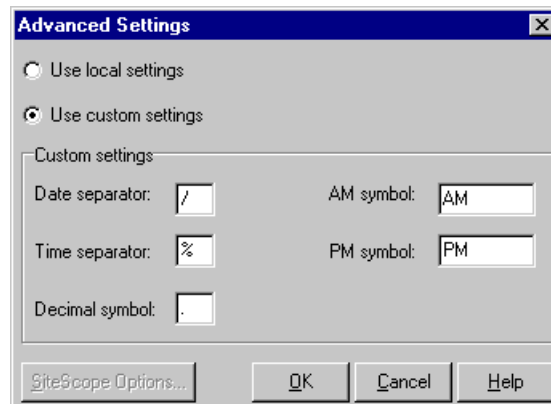 Advanced Settings
Use local settings
Use custom settings
Custom settings
Date separator: / AM symbol: AM
Time separator: % PM symbol: PM
Decimal symbol: .
SiteScope Options... OK Cancel Help